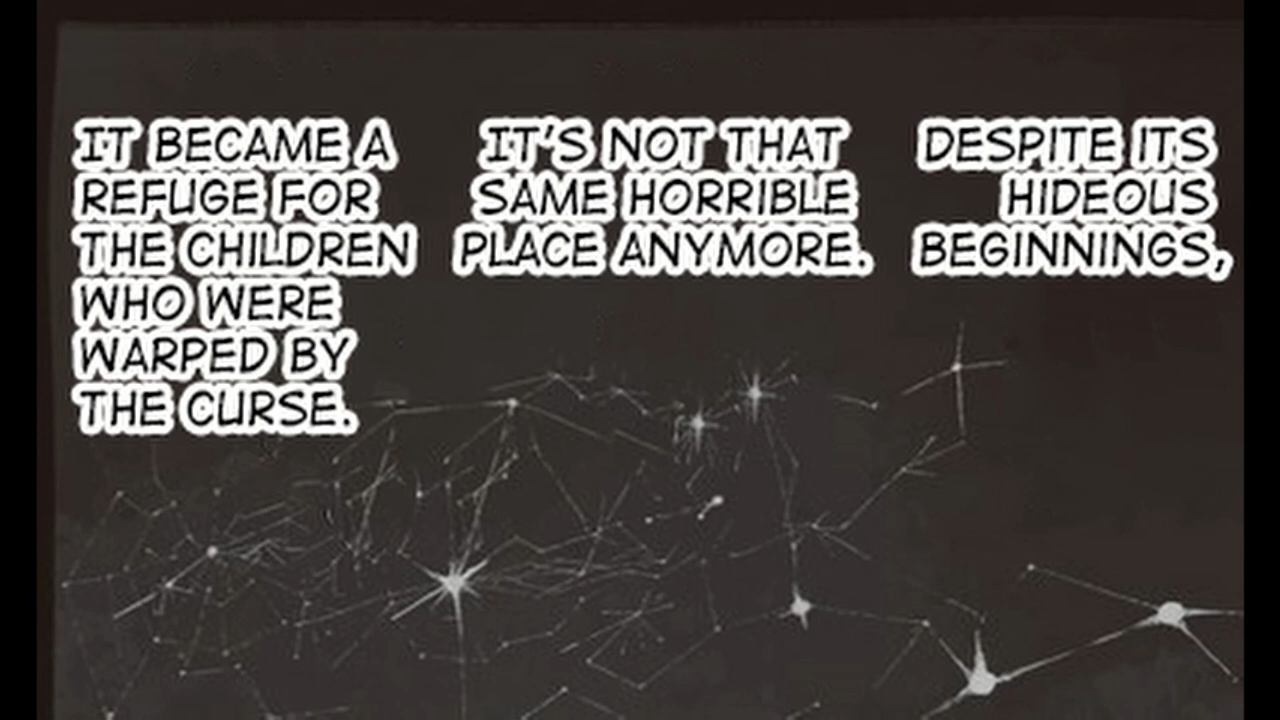 DESPITE ITS
HIDEOUS
BEGINNINGS,
IT'S NOT THAT
SAME HORRIBLE
PLACE ANYMORE.
IT BECAME A
REFUGE FOR
THE CHILDREN
WHO WERE
WARPED BY
THE CURSE.